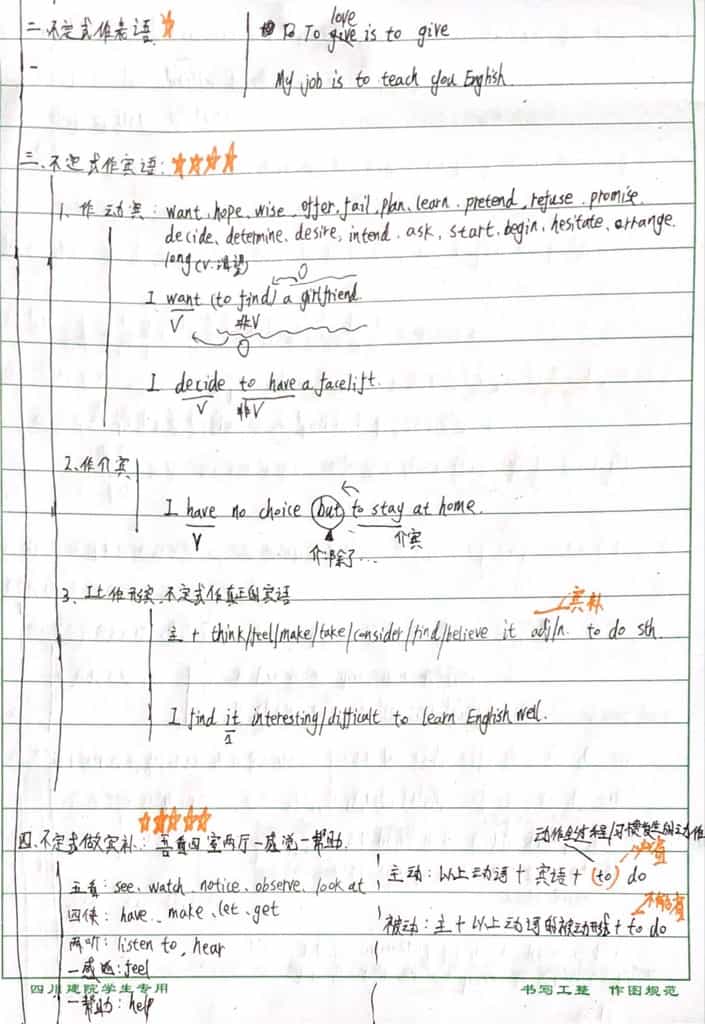 二、不定式作表语 ☆
To love is to give
My job is to teach you English.
三、不定式作宾语: ☆☆☆☆
1、作动宾: want、hope、wise、offer、fail、plan、learn、pretend、refuse、promise、
decide、determine、desire、intend、ask、start、begin、hesitate、arrange.
long (v.渴望)
O
I want (to find) a girlfriend.
V 非V
O
I decide to have a facelift.
V 非V
2、作介宾
I have no choice but to stay at home.
V 介宾
介:除了...
3、It作形宾,不定式作真正的宾语
宾补
主 + think/feel/make/take/consider/find/believe it adj/n. to do sth.
I find it interesting/difficult to learn English well.
☆☆☆☆☆
四、不定式做宾补: 五看四室两厅一感觉一帮助.
动作全过程/习惯发生的动作
五看: see、watch、notice、observe、look at
主动: 以上动词 + 宾语 + (to) do
四使: have、make、let、get
被动: 主 + 以上动词的被动形式 + to do
两听: listen to、hear
一感觉: feel
一帮助: help
四川建院学生专用 书写工整 作图规范